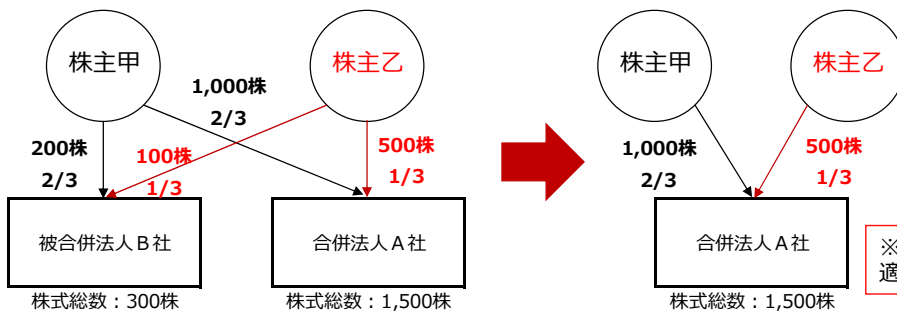 株主甲
株主乙
1,000株
2/3
200株
2/3
100株
1/3
500株
1/3
被合併法人B社
合併法人A社
株式総数：300株
株式総数：1,500株
株主甲
株主乙
1,000株
2/3
500株
1/3
合併法人A社
株式総数：1,500株
※
適